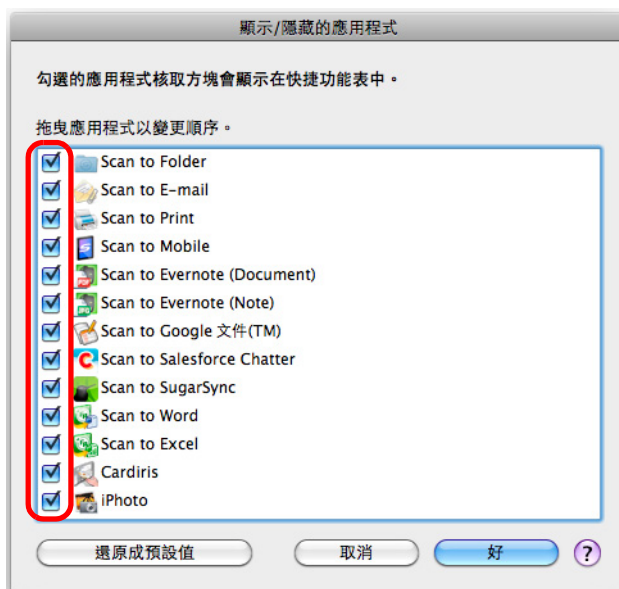 顯示/隱藏的應用程式
勾選的應用程式核取方塊會顯示在快捷功能表中。
拖曳應用程式以變更順序。
Scan to Folder
Scan to E-mail
Scan to Print
Scan to Mobile
Scan to Evernote (Document)
Scan to Evernote (Note)
Scan to Google 文件(TM)
Scan to Salesforce Chatter
Scan to SugarSync
Scan to Word
Scan to Excel
Cardiris
iPhoto
還原成預設值 取消 好 ?